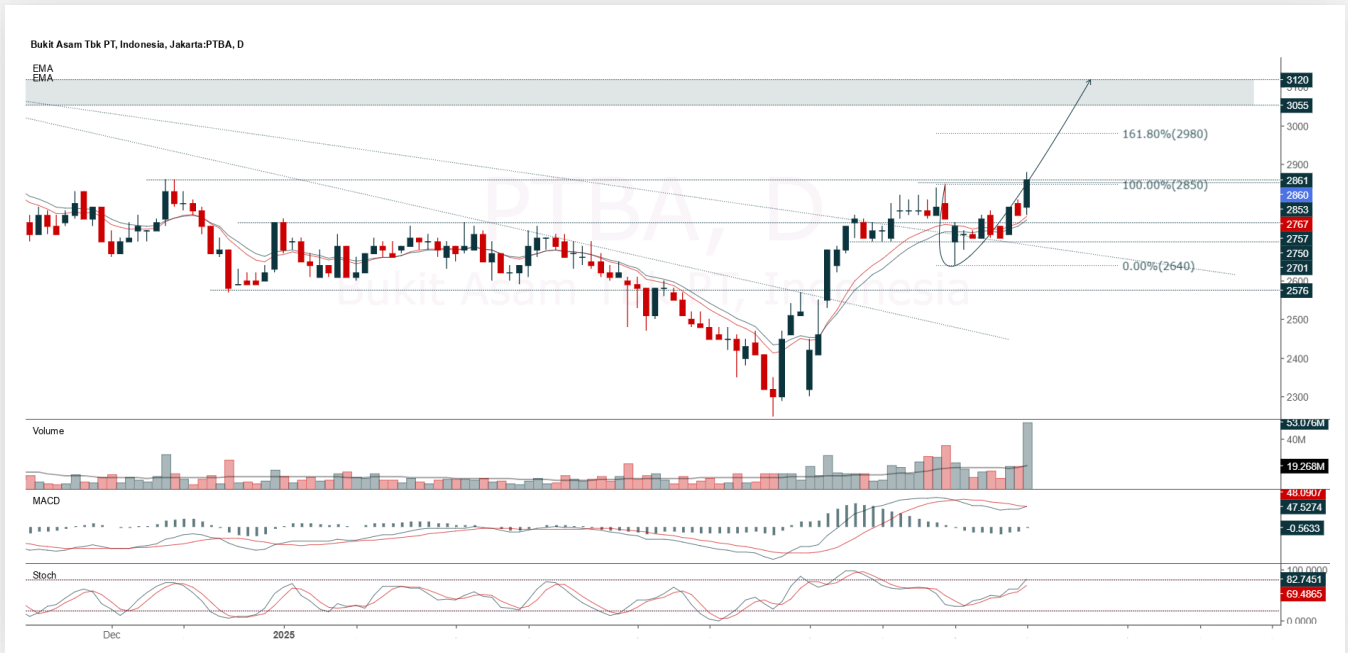 Bukit Asam Tbk PT, Indonesia, Jakarta:PTBA, D
EMA
EMA
PTBA, D
Bukit Asam Tbk PT, Indonesia
3120
3100
3055
161.80%(2980)
3000
2900
2861
100.00%(2850)
2860
2853
2767
2757
2750
0.00%(2640)
2701
2600
2576
2500
2400
2300
Volume
53.076M
40M
19.268M
MACD
48.0907
47.5274
-0.5633
Stoch
100.0000
82.7451
69.4865
0.0000
Dec
2025